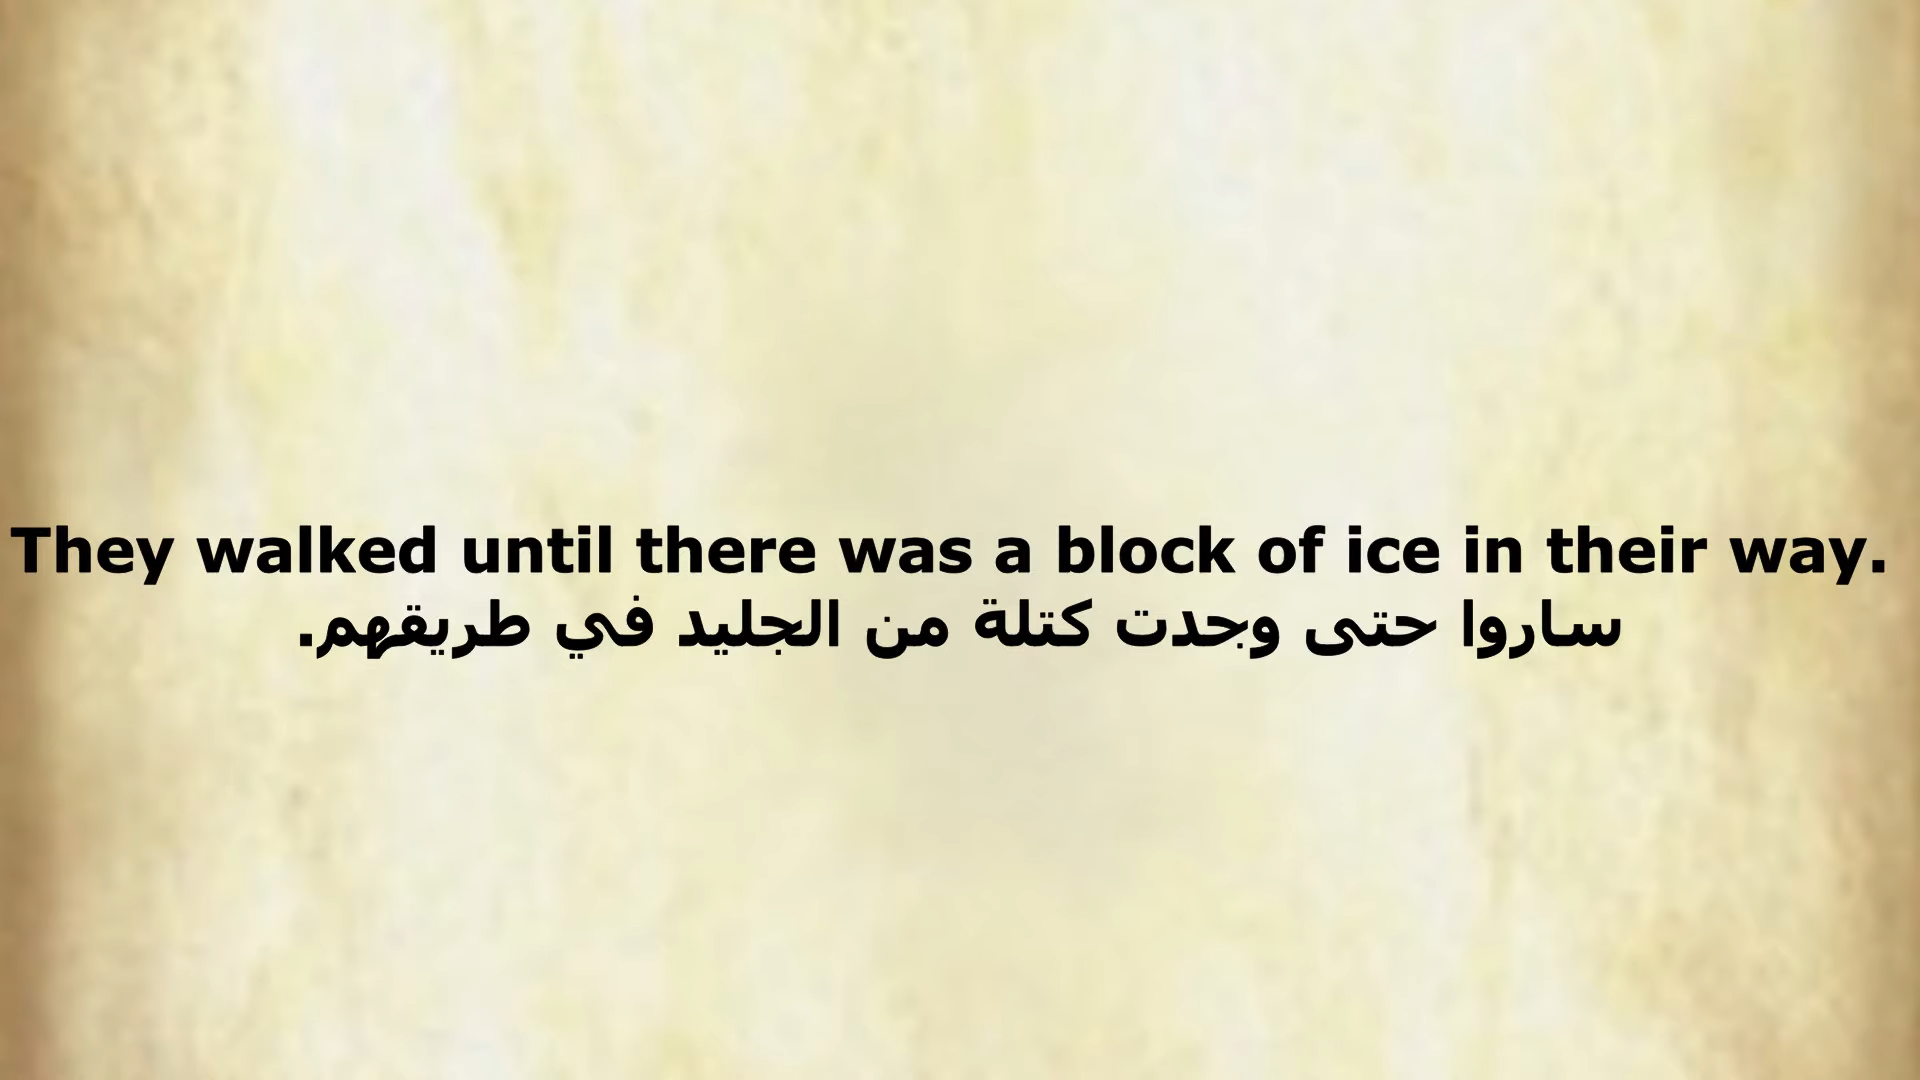 They walked until there was a block of ice in their way.
ساروا حتى وجدت كتلة من الجليد في طريقهم.